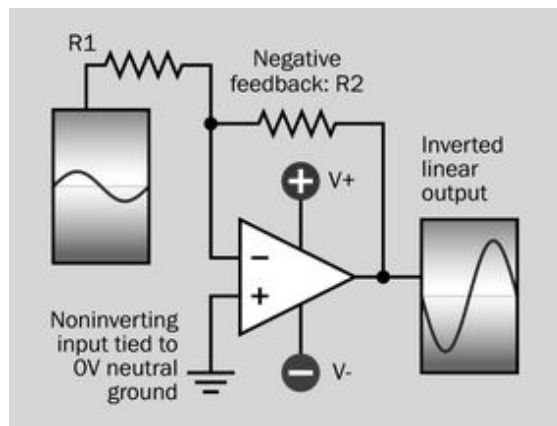 R1
Negative
feedback: R2
Inverted
linear
output
+
V+
−
+
Noninverting
input tied to
0V neutral
ground
−
V-